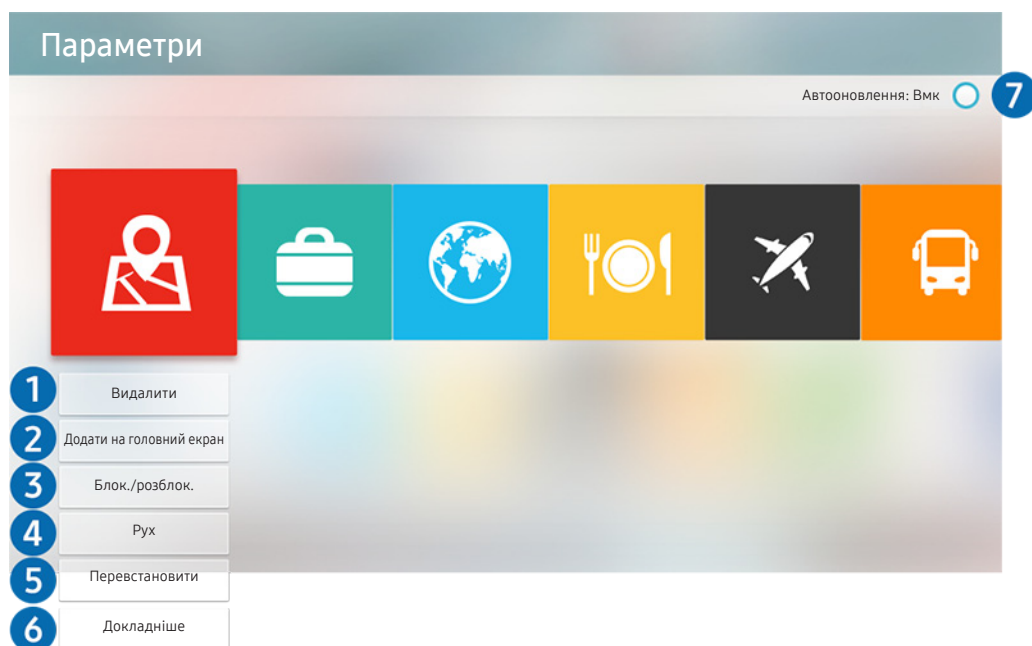 Параметри
Автооновлення: Вмк
7
1
Видалити
2
Додати на головний екран
3
Блок./розблок.
4
Рух
5
Перевстановити
6
Докладніше